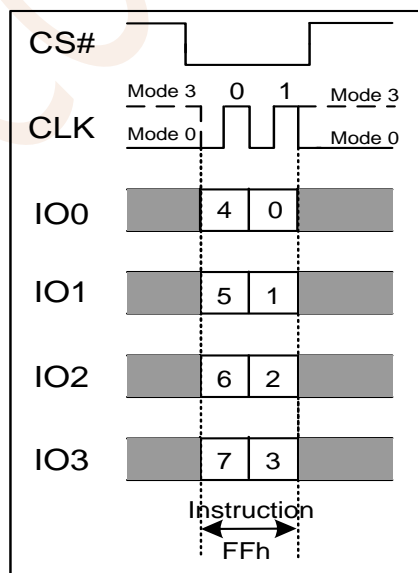 CS#
Mode 3 0 1 Mode 3
CLK
Mode 0 Mode 0
IO0 4 0
IO1 5 1
IO2 6 2
IO3 7 3
Instruction
FFh